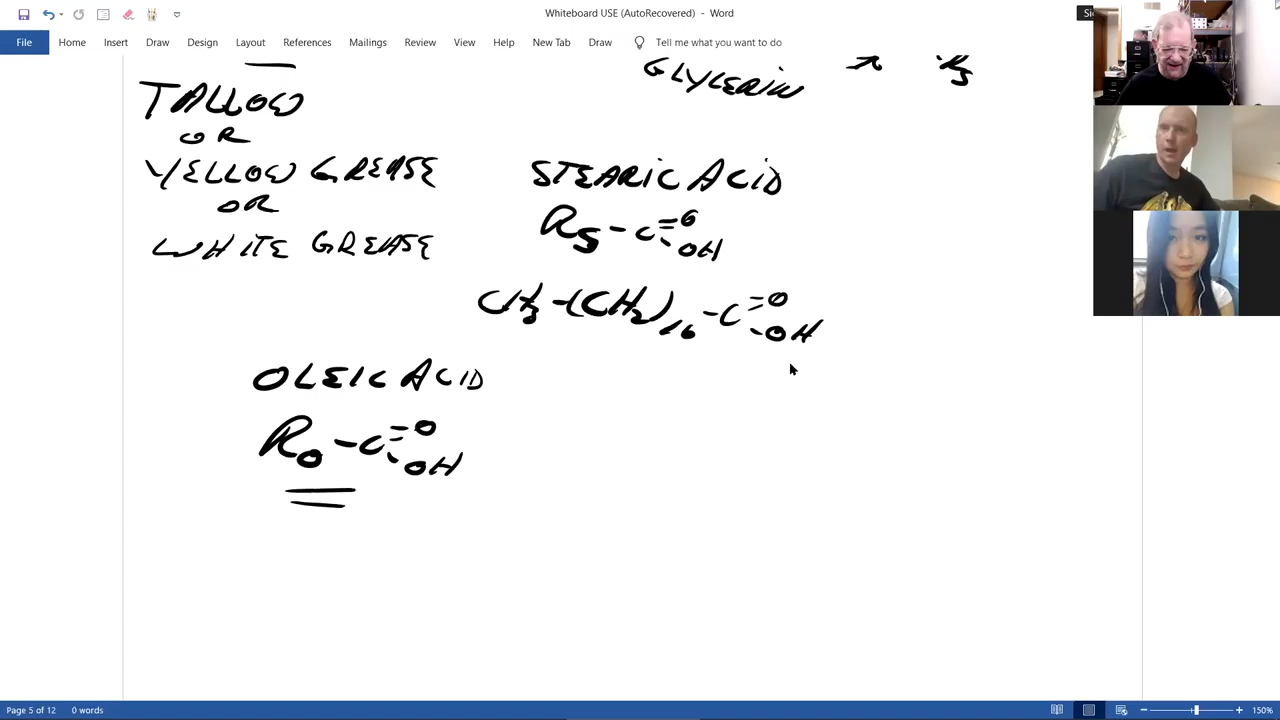 Whiteboard USE (AutoRecovered) - Word
File Home Insert Draw Design Layout References Mailings Review View Help New Tab Draw Tell me what you want to do
GLYLERIN
TALLOW
OR
YELLOW GREASE
OR
WHITE GREASE
STEARIC ACID
R5-C=O
-OH
CH3-(CH2)16-C=O
-OH
OLEIC ACID
RO-C=O
-OH
Page 5 of 12 0 words
150%